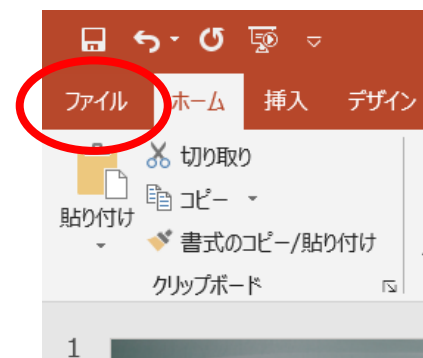 ファイル ホーム 挿入 デザイン
切り取り
コピー
貼り付け
書式のコピー/貼り付け
クリップボード
1